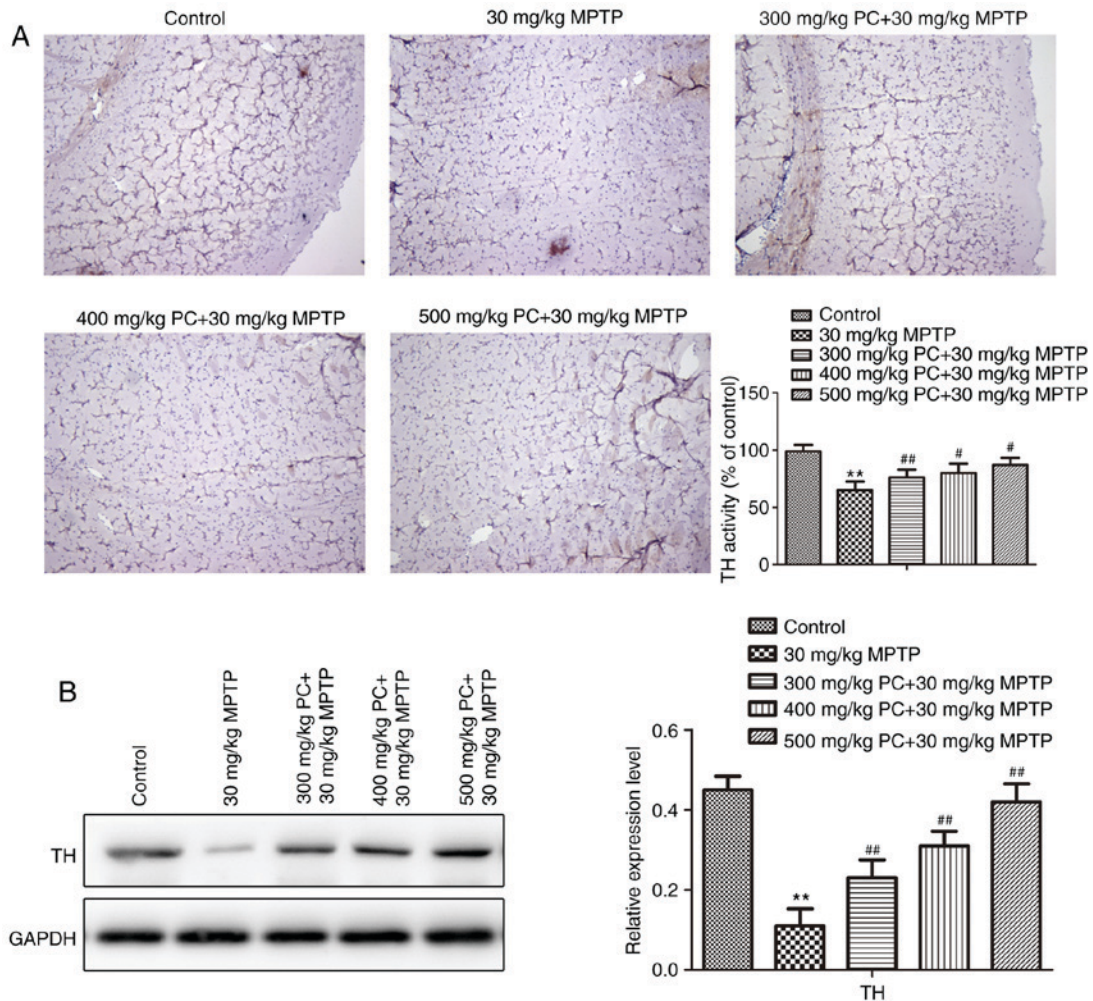 A
Control
30 mg/kg MPTP
300 mg/kg PC+30 mg/kg MPTP
400 mg/kg PC+30 mg/kg MPTP
500 mg/kg PC+30 mg/kg MPTP
Control
30 mg/kg MPTP
300 mg/kg PC+30 mg/kg MPTP
400 mg/kg PC+30 mg/kg MPTP
500 mg/kg PC+30 mg/kg MPTP
TH activity (% of control)
150
100
50
0
**
##
#
#
B
Control
30 mg/kg MPTP
300 mg/kg PC+
30 mg/kg MPTP
400 mg/kg PC+
30 mg/kg MPTP
500 mg/kg PC+
30 mg/kg MPTP
TH
GAPDH
Control
30 mg/kg MPTP
300 mg/kg PC+30 mg/kg MPTP
400 mg/kg PC+30 mg/kg MPTP
500 mg/kg PC+30 mg/kg MPTP
Relative expression level
0.6
0.4
0.2
0.0
**
##
##
##
TH